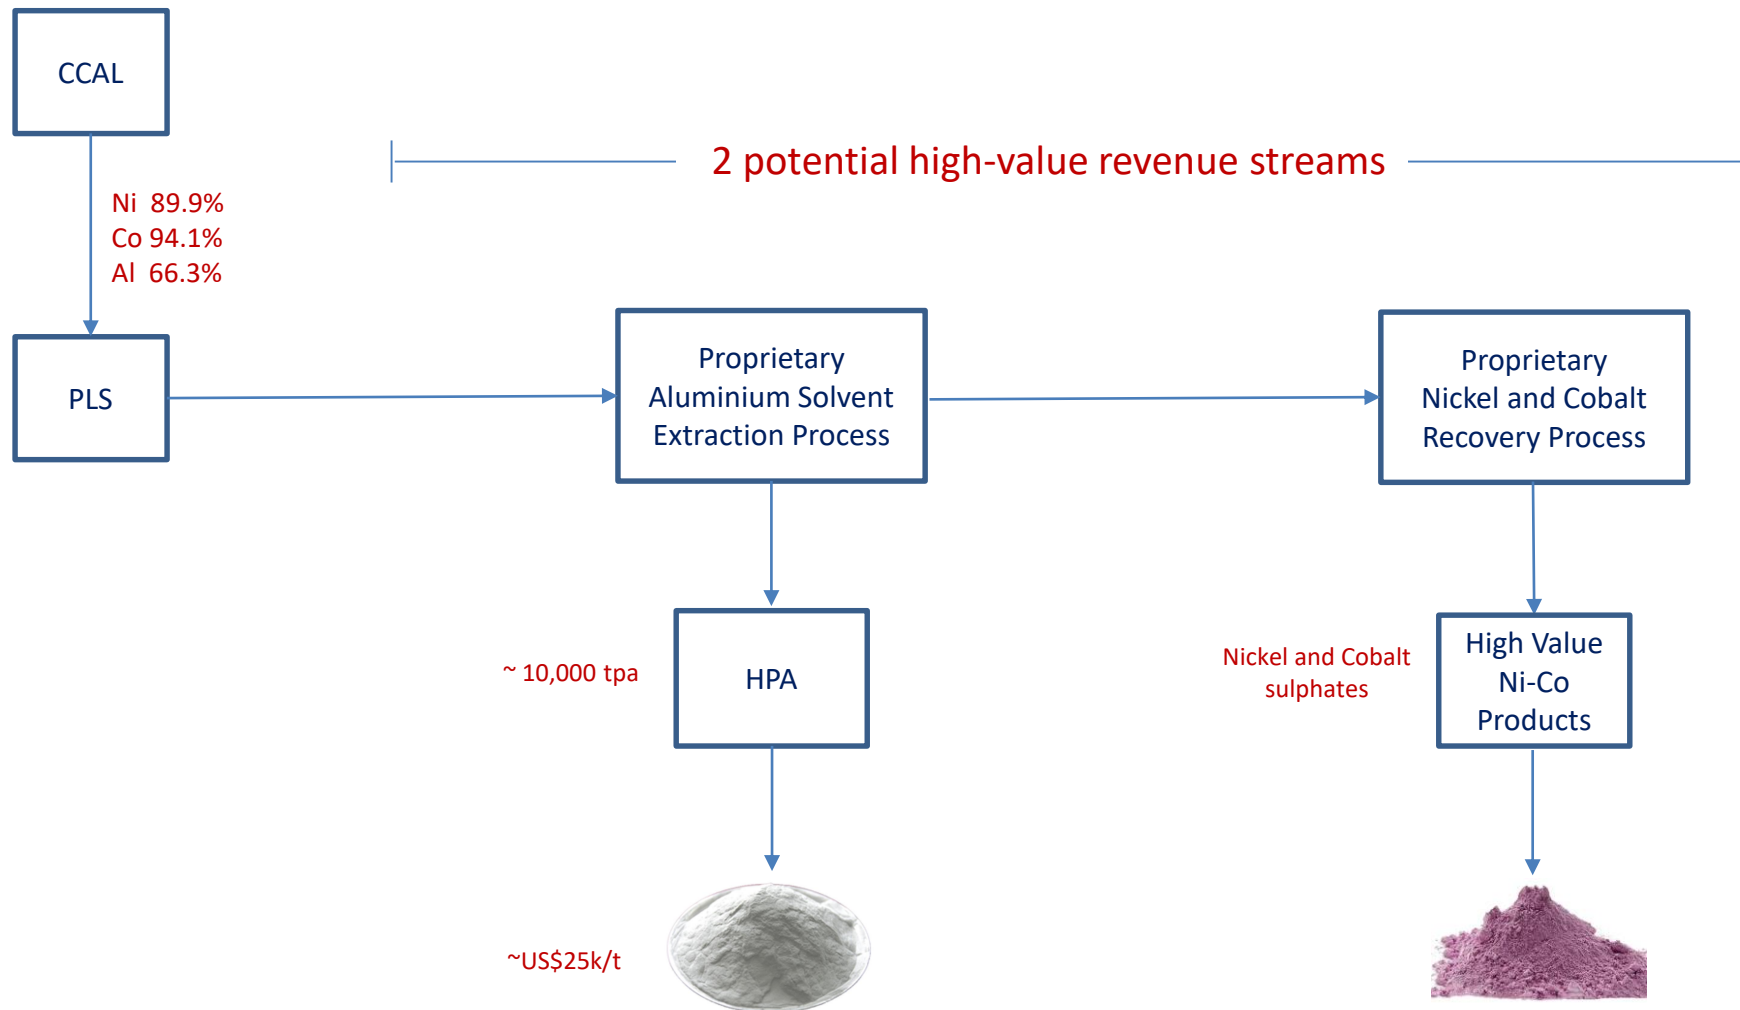 CCAL
2 potential high-value revenue streams
Ni 89.9%
Co 94.1%
Al 66.3%
PLS
Proprietary
Aluminium Solvent
Extraction Process
Proprietary
Nickel and Cobalt
Recovery Process
~ 10,000 tpa
HPA
Nickel and Cobalt
sulphates
High Value
Ni-Co
Products
~US$25k/t